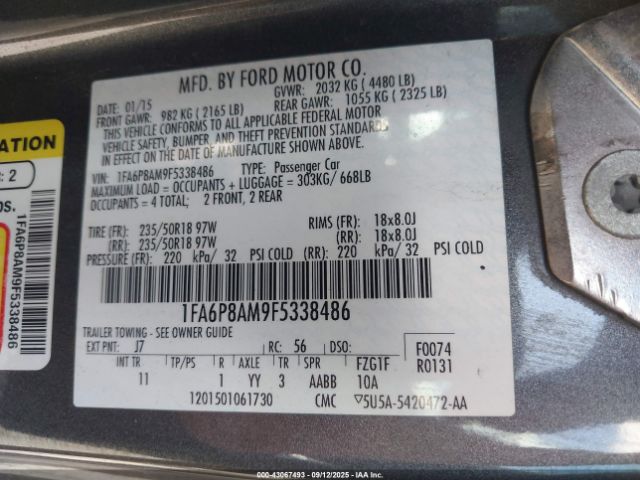 MFD. BY FORD MOTOR CO.
DATE: 01/15 GVWR: 2032 KG ( 4480 LB)
FRONT GAWR: 982 KG ( 2165 LB) REAR GAWR: 1055 KG ( 2325 LB)
THIS VEHICLE CONFORMS TO ALL APPLICABLE FEDERAL MOTOR
VEHICLE SAFETY, BUMPER, AND THEFT PREVENTION STANDARDS
IN EFFECT ON THE DATE OF MANUFACTURE SHOWN ABOVE.
VIN: 1FA6P8AM9F5338486 TYPE: Passenger Car
MAXIMUM LOAD = OCCUPANTS + LUGGAGE = 303KG/ 668LB
OCCUPANTS = 4 TOTAL; 2 FRONT, 2 REAR
TIRE (FR): 235/50R18 97W RIMS (FR): 18x8.0J
(RR): 235/50R18 97W (RR): 18x8.0J
PRESSURE (FR): 220 kPa/ 32 PSI COLD (RR): 220 kPa/ 32 PSI COLD
1FA6P8AM9F5338486
TRAILER TOWING - SEE OWNER GUIDE
EXT PNT: J7 RC: 56 DSO: F0074
INT TR TP/PS R AXLE TR SPR FZG1F R0131
11 1 YY 3 AABB 10A
1201501061730 CMC ▽5U5A-5420472-AA
ATION
: 2
os.
1FA6P8AM9F5338486
000-43067493 - 09/12/2025 - IAAI.COM